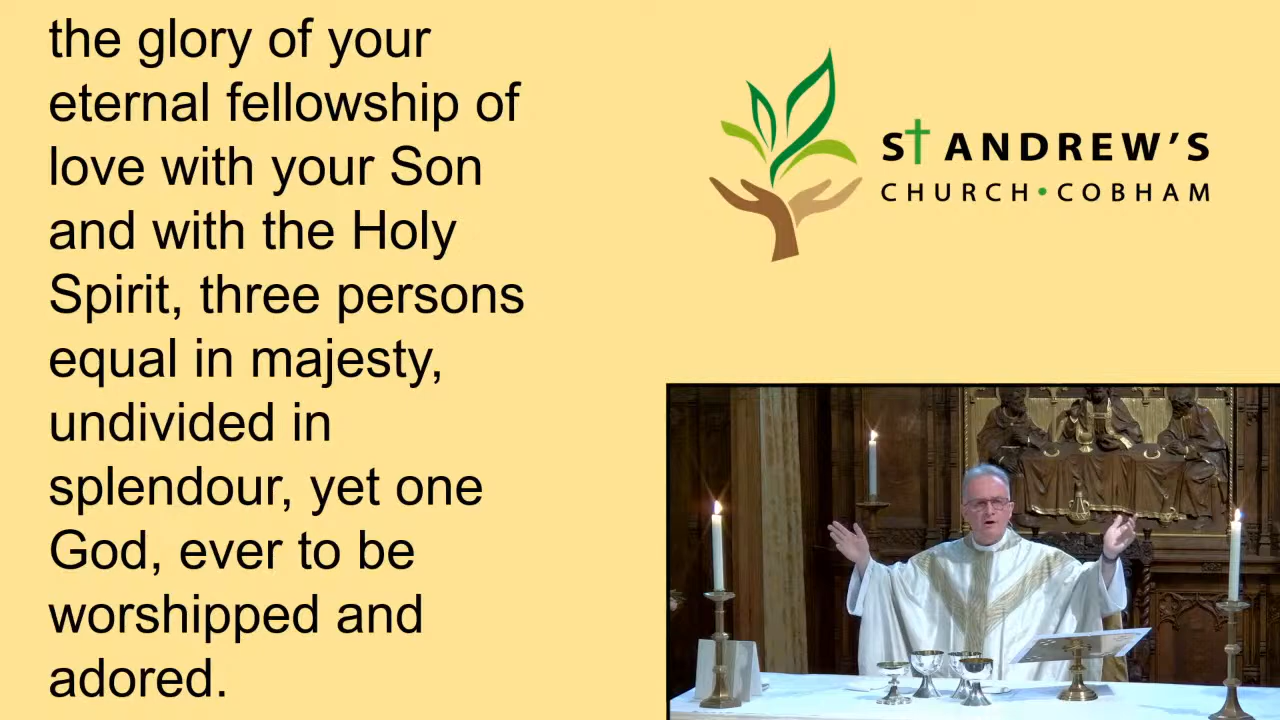 the glory of your
eternal fellowship of
love with your Son
and with the Holy
Spirit, three persons
equal in majesty,
undivided in
splendour, yet one
God, ever to be
worshipped and
adored.
ST ANDREW'S
CHURCH•COBHAM